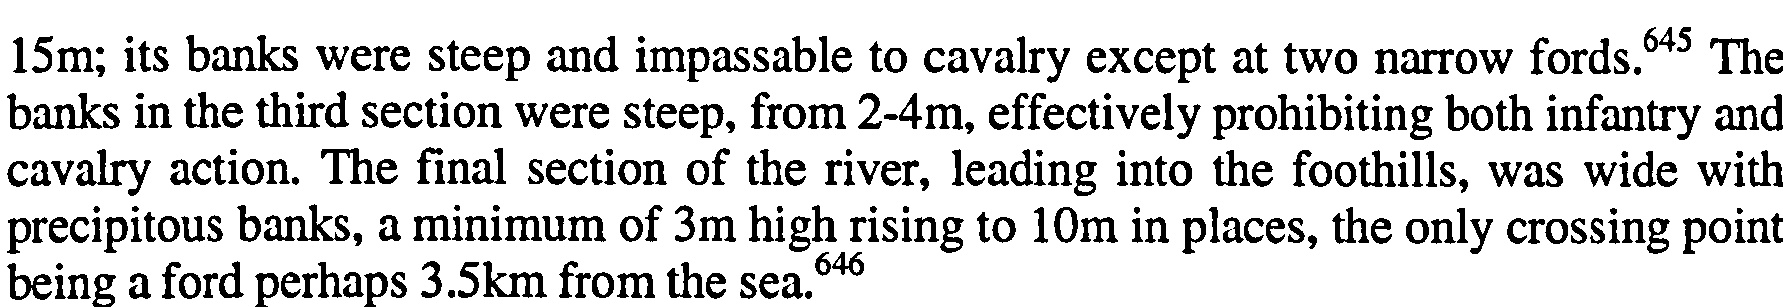 15m; its banks were steep and impassable to cavalry except at two narrow fords.645 The
banks in the third section were steep, from 2-4m, effectively prohibiting both infantry and
cavalry action. The final section of the river, leading into the foothills, was wide with
precipitous banks, a minimum of 3m high rising to 10m in places, the only crossing point
being a ford perhaps 3.5km from the sea.646